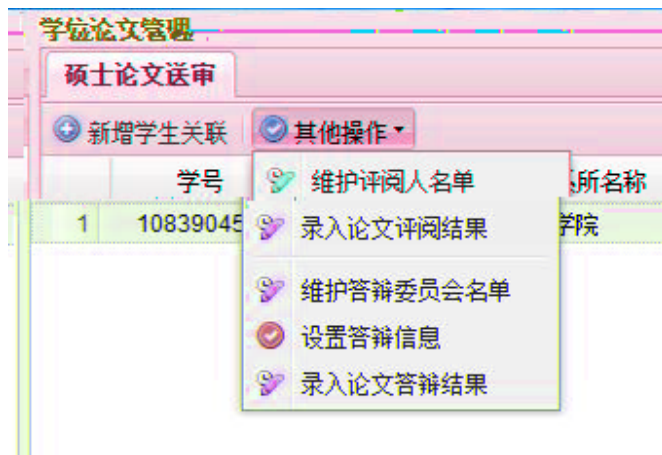 学位论文管理
硕士论文送审
新增学生关联 其他操作
学号 所名称
1 10839045 学院
维护评阅人名单
录入论文评阅结果
维护答辩委员会名单
设置答辩信息
录入论文答辩结果